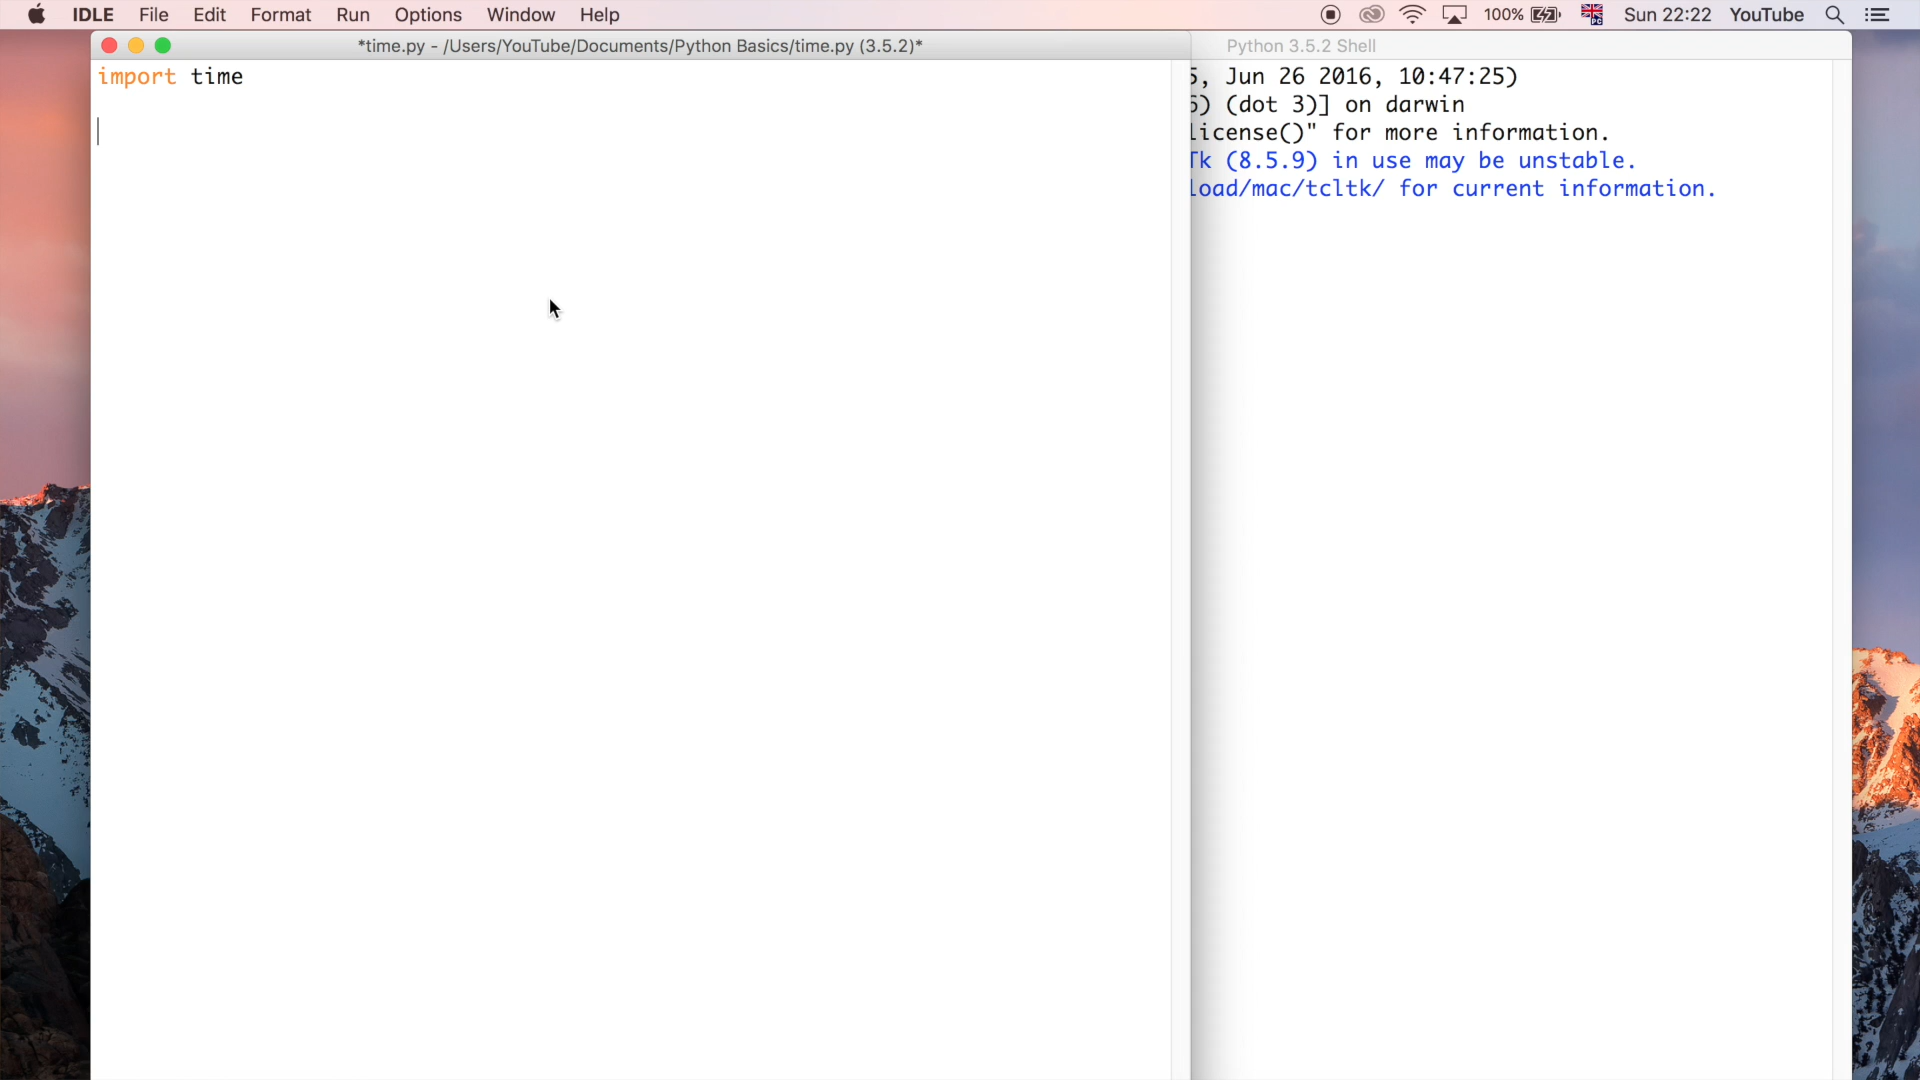 IDLE File Edit Format Run Options Window Help 100% Sun 22:22 YouTube
*time.py - /Users/YouTube/Documents/Python Basics/time.py (3.5.2)*
import time
Python 3.5.2 Shell
5, Jun 26 2016, 10:47:25)
(dot 3)] on darwin
license()" for more information.
Tk (8.5.9) in use may be unstable.
load/mac/tcltk/ for current information.